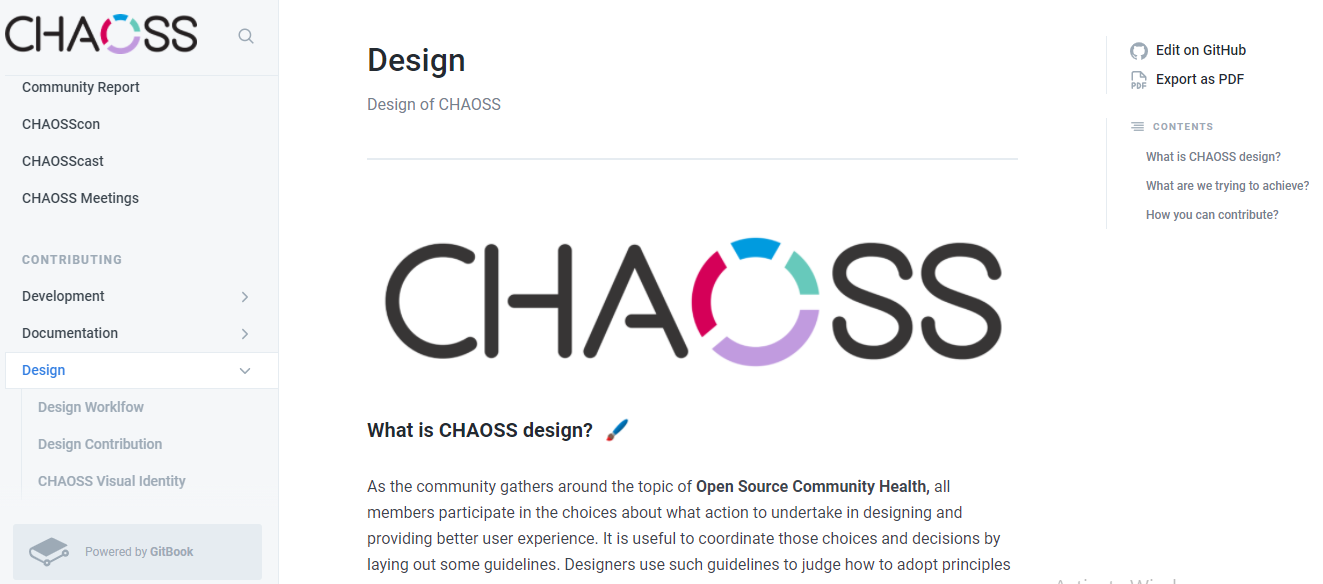 CHAOSS
Community Report
CHAOSScon
CHAOSScast
CHAOSS Meetings
CONTRIBUTING
Development
Documentation
Design
Design Worklfow
Design Contribution
CHAOSS Visual Identity
Powered by GitBook
Design
Design of CHAOSS
CHAOSS
What is CHAOSS design?
As the community gathers around the topic of Open Source Community Health, all
members participate in the choices about what action to undertake in designing and
providing better user experience. It is useful to coordinate those choices and decisions by
laying out some guidelines. Designers use such guidelines to judge how to adopt principles
Edit on GitHub
PDF
Export as PDF
CONTENTS
What is CHAOSS design?
What are we trying to achieve?
How you can contribute?